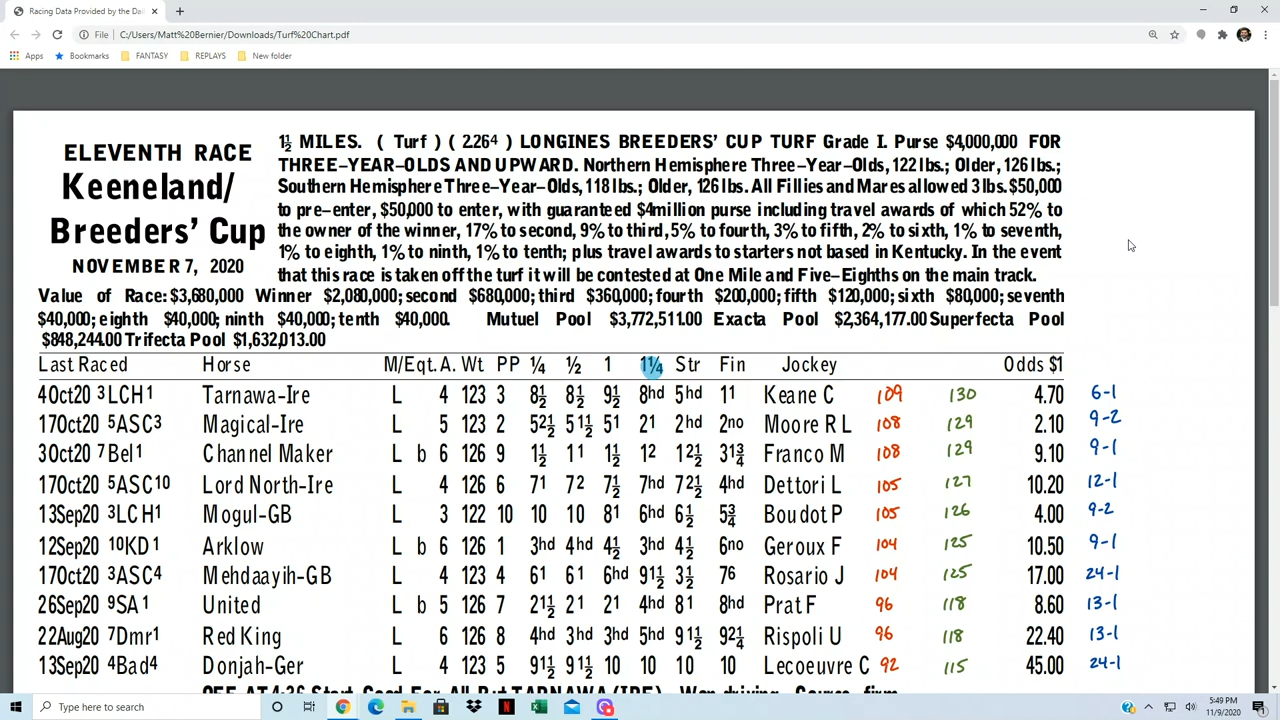 Racing Data Provided by the Dai
File C:/Users/Matt%20Bernier/Downloads/Turf%20Chart.pdf
Apps Bookmarks FANTASY REPLAYS New folder
ELEVENTH RACE
Keeneland/
Breeders' Cup
NOVEMBER 7, 2020
1½ MILES. ( Turf ) ( 2.26⁴ ) LONGINES BREEDERS' CUP TURF Grade I. Purse $4,000,000 FOR
THREE-YEAR-OLDS AND UPWARD. Northern Hemisphere Three-Year-Olds, 122 lbs.; Older, 126 lbs.;
Southern Hemisphere Three-Year-Olds, 118 lbs.; Older, 126 lbs. All Fillies and Mares allowed 3 lbs. $50,000
to pre-enter, $50,000 to enter, with guaranteed $4million purse including travel awards of which 52% to
the owner of the winner, 17% to second, 9% to third, 5% to fourth, 3% to fifth, 2% to sixth, 1% to seventh,
1% to eighth, 1% to ninth, 1% to tenth; plus travel awards to starters not based in Kentucky. In the event
that this race is taken off the turf it will be contested at One Mile and Five-Eighths on the main track.
Value of Race: $3,680,000 Winner $2,080,000; second $680,000; third $360,000; fourth $200,000; fifth $120,000; sixth $80,000; seventh
$40,000; eighth $40,000; ninth $40,000; tenth $40,000. Mutuel Pool $3,772,511.00 Exacta Pool $2,364,177.00 Superfecta Pool
$848,244.00 Trifecta Pool $1,632,013.00
Last Raced Horse M/Eqt. A. Wt PP ¼ ½ 1 1¼ Str Fin Jockey Odds $1
4Oct20 ³LCH¹ Tarnawa-Ire L 4 123 3 8½ 8½ 9½ 8hd 5hd 1¹ Keane C 109 130 4.70 6-1
17Oct20 ⁵ASC³ Magical-Ire L 5 123 2 52½ 51½ 5¹ 2¹ 2hd 2no Moore R L 108 129 2.10 9-2
3Oct20 ⁷Bel¹ Channel Maker L b 6 126 9 1½ 1¹ 1½ 1² 12½ 31¾ Franco M 108 129 9.10 9-1
17Oct20 ⁵ASC¹⁰ Lord North-Ire L 4 126 6 7¹ 7² 7½ 7hd 72½ 4hd Dettori L 105 127 10.20 12-1
13Sep20 ³LCH¹ Mogul-GB L 3 122 10 10 10 8¹ 6hd 6½ 5¾ Boudot P 105 126 4.00 9-2
12Sep20 ¹⁰KD¹ Arklow L b 6 126 1 3hd 4hd 4½ 3hd 4½ 6no Geroux F 104 125 10.50 9-1
17Oct20 ³ASC⁴ Mehdaayih-GB L 4 123 4 6¹ 6¹ 6hd 91½ 3½ 7⁶ Rosario J 104 125 17.00 24-1
26Sep20 ⁹SA¹ United L b 5 126 7 21½ 2¹ 2¹ 4hd 8¹ 8hd Prat F 96 118 8.60 13-1
22Aug20 ⁷Dmr¹ Red King L 6 126 8 4hd 3hd 3hd 5hd 91½ 92¼ Rispoli U 96 118 22.40 13-1
13Sep20 ⁴Bad⁴ Donjah-Ger L 4 123 5 91½ 91½ 10 10 10 10 Lecoeuvre C 92 115 45.00 24-1
OFF AT 4:36 Start Good For All But TARNAWA (IRE). Won driving. Course firm.
Type here to search
5:49 PM
11/9/2020